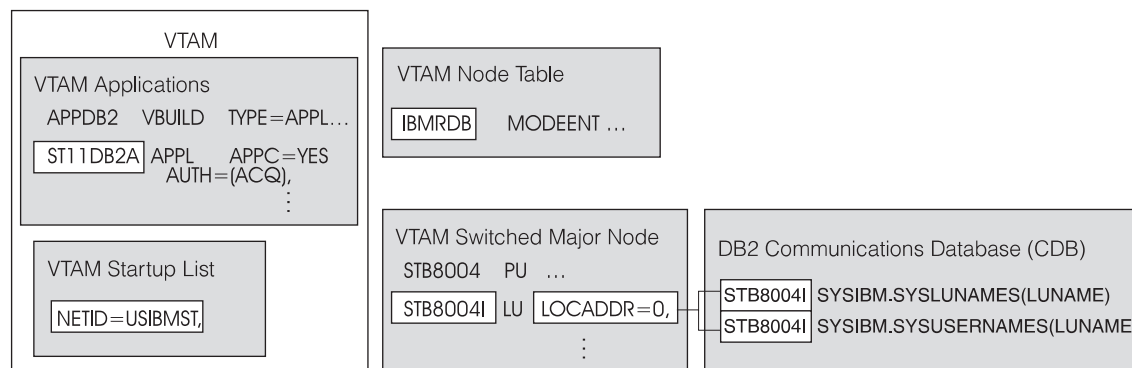 VTAM
VTAM Applications
APPDB2 VBUILD TYPE=APPL...
ST11DB2A APPL APPC=YES
AUTH=(ACQ),
⋮
VTAM Startup List
NETID=USIBMST,
VTAM Node Table
IBMRDB MODEENT ...
VTAM Switched Major Node
STB8004 PU ...
STB8004I LU LOCADDR=0,
⋮
DB2 Communications Database (CDB)
STB8004I SYSIBM.SYSLUNAMES(LUNAME)
STB8004I SYSIBM.SYSUSERNAMES(LUNAME